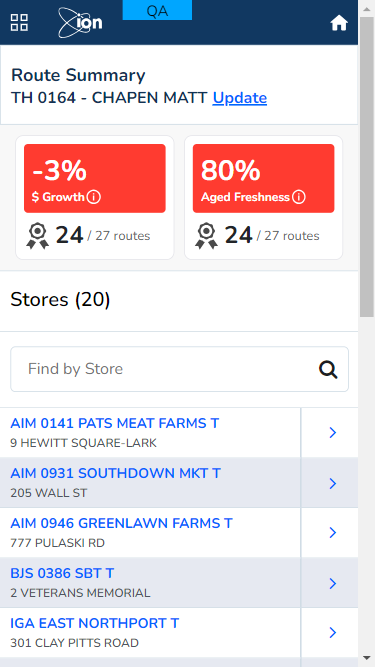 QA
ion
Route Summary
TH 0164 - CHAPEN MATT Update
-3%
$ Growth
24 / 27 routes
80%
Aged Freshness
24 / 27 routes
Stores (20)
Find by Store
AIM 0141 PATS MEAT FARMS T
9 HEWITT SQUARE-LARK
AIM 0931 SOUTHDOWN MKT T
205 WALL ST
AIM 0946 GREENLAWN FARMS T
777 PULASKI RD
BJS 0386 SBT T
2 VETERANS MEMORIAL
IGA EAST NORTHPORT T
301 CLAY PITTS ROAD